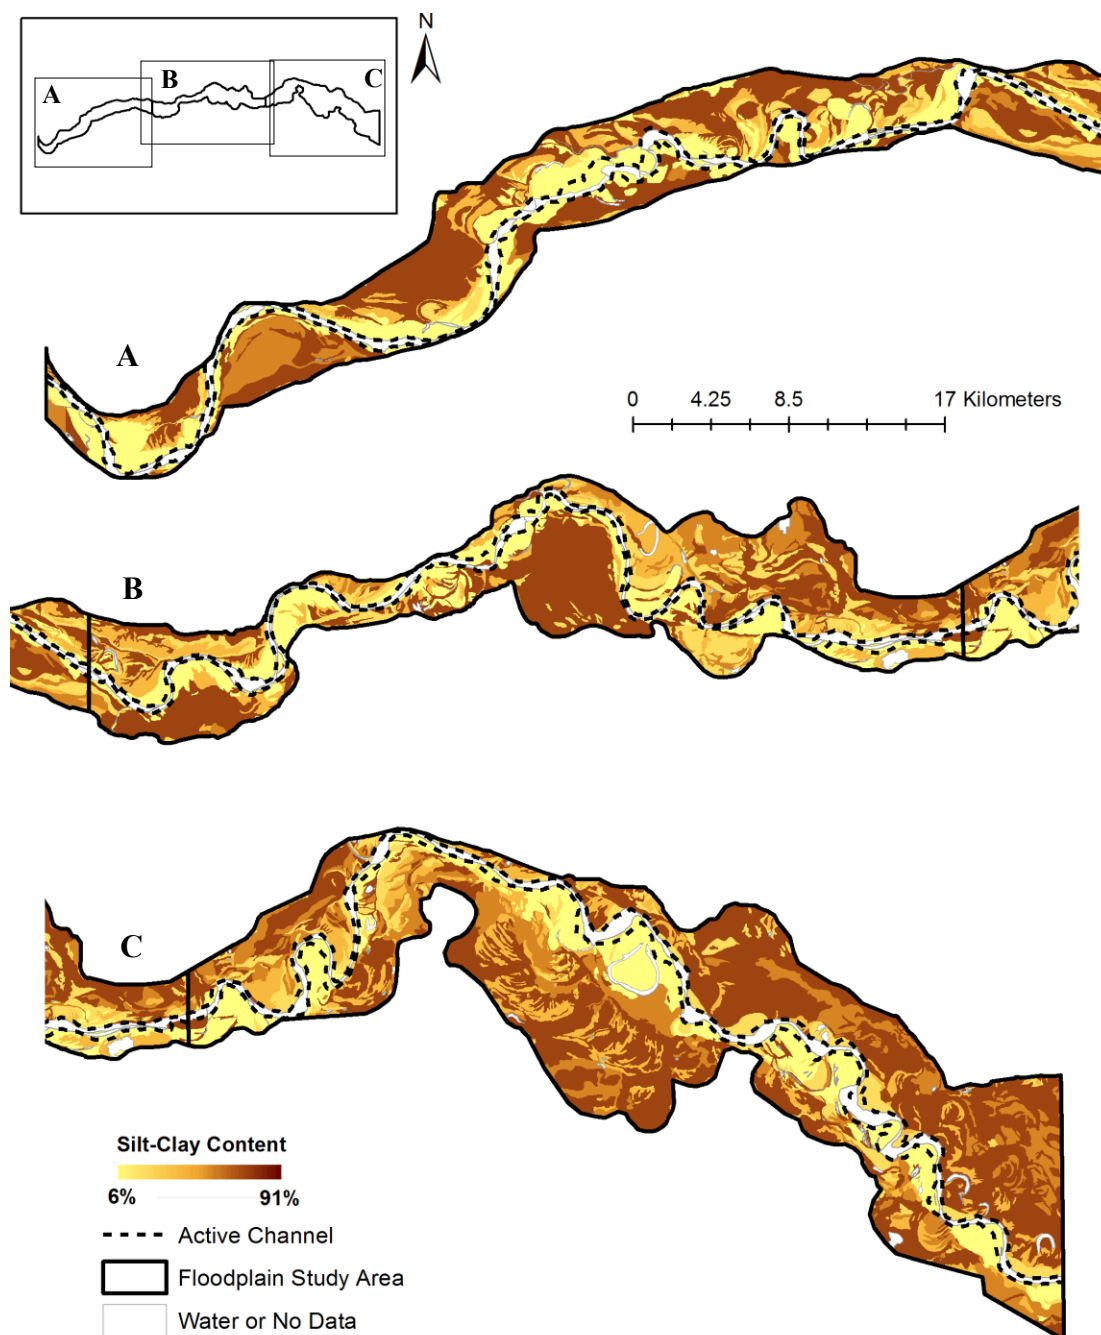 N
A
B
C
A
0 4.25 8.5 17 Kilometers
B
C
Silt-Clay Content
6% 91%
Active Channel
Floodplain Study Area
Water or No Data